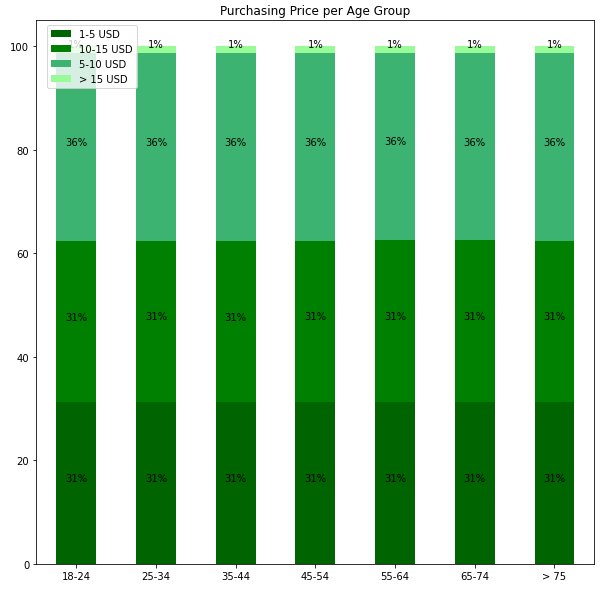 Purchasing Price per Age Group
1-5 USD
10-15 USD
5-10 USD
> 15 USD
100
80
60
40
20
0
1% 1% 1% 1% 1% 1% 1%
36% 36% 36% 36% 36% 36% 36%
31% 31% 31% 31% 31% 31% 31%
31% 31% 31% 31% 31% 31% 31%
18-24 25-34 35-44 45-54 55-64 65-74 > 75